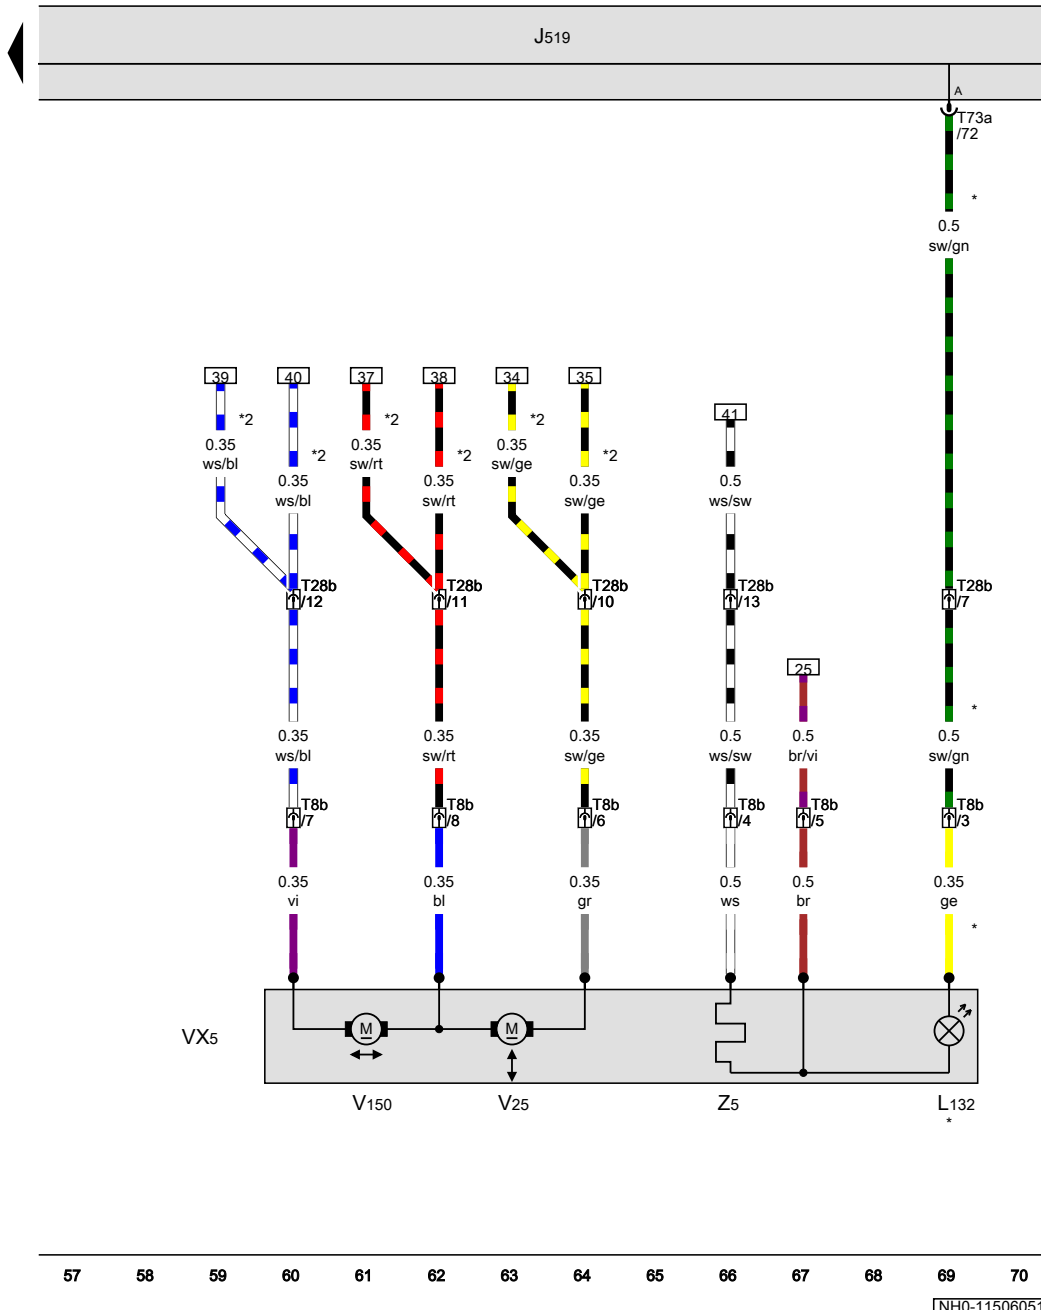 J519
A
T73a
/72
*
0.5
sw/gn
39
40
37
38
34
35
41
*2
*2
*2
*2
*2
*2
0.35
ws/bl
0.35
ws/bl
0.35
sw/rt
0.35
sw/rt
0.35
sw/ge
0.35
sw/ge
0.5
ws/sw
T28b
/12
T28b
/11
T28b
/10
T28b
/13
T28b
/7
25
*
0.35
ws/bl
0.35
sw/rt
0.35
sw/ge
0.5
ws/sw
0.5
br/vi
0.5
sw/gn
T8b
/7
T8b
/8
T8b
/6
T8b
/4
T8b
/5
T8b
/3
0.35
vi
0.35
bl
0.35
gr
0.5
ws
0.5
br
0.35
ge
*
VX5
M
M
V150
V25
Z5
L132
*
57 58 59 60 61 62 63 64 65 66 67 68 69 70
NH0-11506051